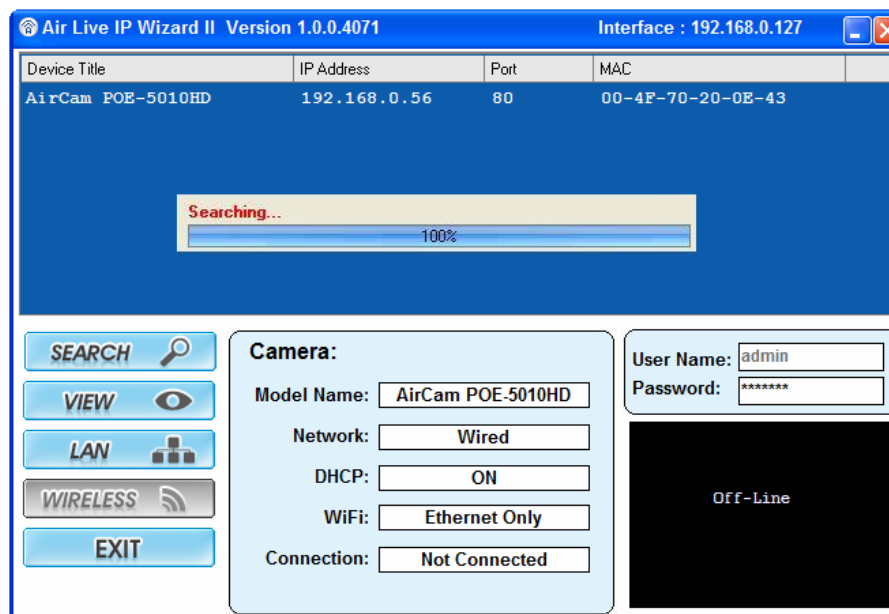 Air Live IP Wizard II Version 1.0.0.4071 Interface : 192.168.0.127
Device Title IP Address Port MAC
AirCam POE-5010HD 192.168.0.56 80 00-4F-70-20-0E-43
Searching...
100%
SEARCH
VIEW
LAN
WIRELESS
EXIT
Camera:
Model Name: AirCam POE-5010HD
Network: Wired
DHCP: ON
WiFi: Ethernet Only
Connection: Not Connected
User Name: admin
Password: *******
Off-Line